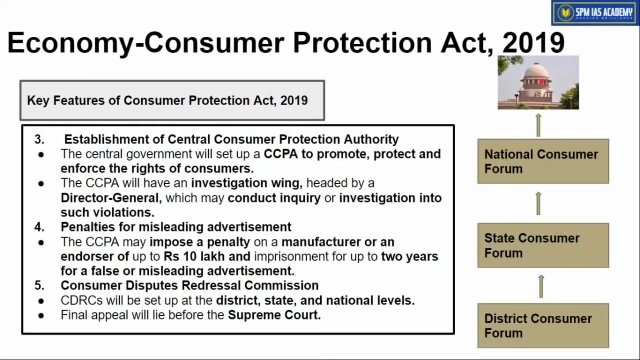 SPM IAS ACADEMY
Economy-Consumer Protection Act, 2019
Key Features of Consumer Protection Act, 2019
3. Establishment of Central Consumer Protection Authority
● The central government will set up a CCPA to promote, protect and
enforce the rights of consumers.
● The CCPA will have an investigation wing, headed by a
Director-General, which may conduct inquiry or investigation into
such violations.
4. Penalties for misleading advertisement
● The CCPA may impose a penalty on a manufacturer or an
endorser of up to Rs 10 lakh and imprisonment for up to two years
for a false or misleading advertisement.
5. Consumer Disputes Redressal Commission
● CDRCs will be set up at the district, state, and national levels.
● Final appeal will lie before the Supreme Court.
National Consumer
Forum
State Consumer
Forum
District Consumer
Forum